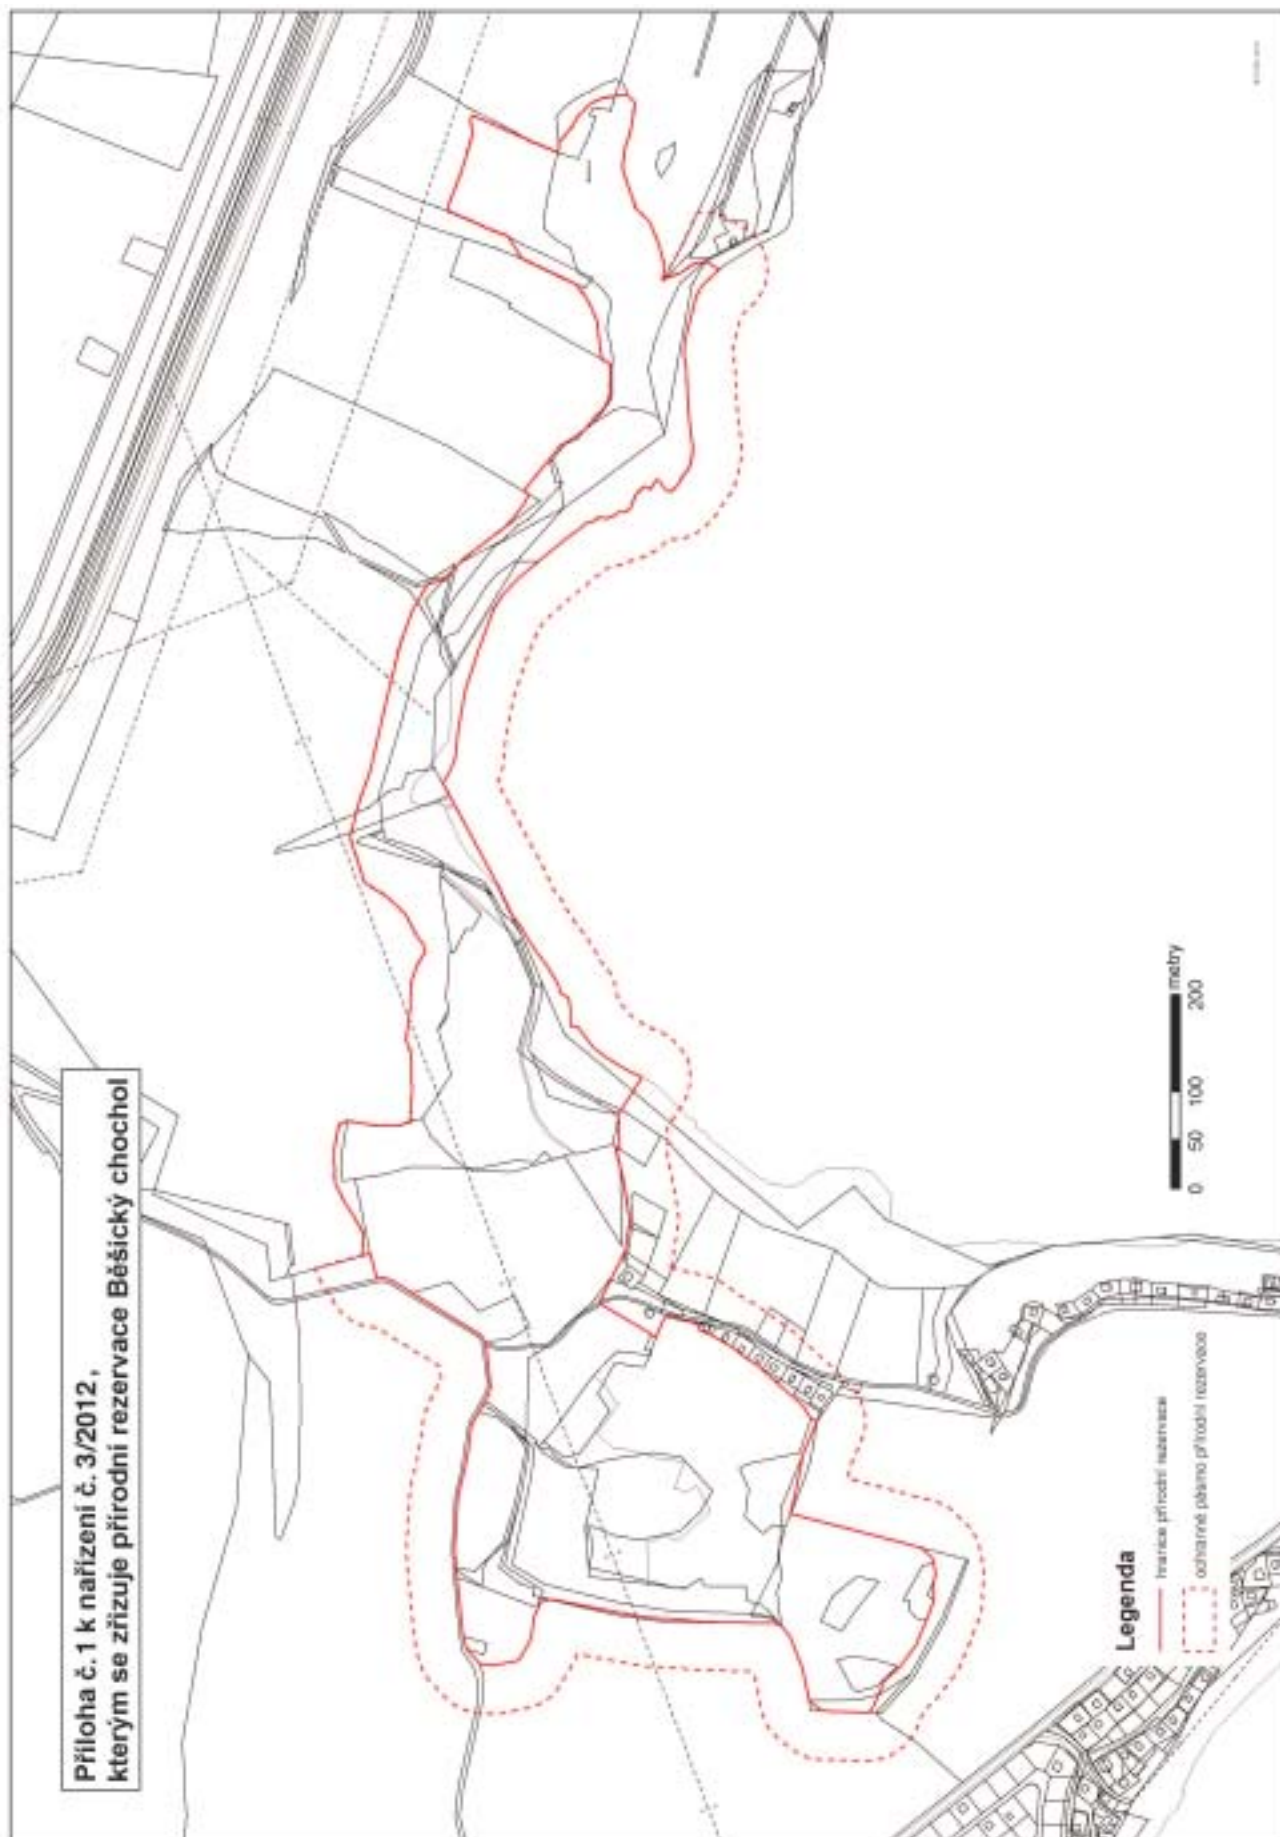 Příloha č.1 k nařízení č. 3/2012,
kterým se zřizuje přírodní rezervace Běšický chochol
metry
0 50 100 200
Legenda
hranice přírodní rezervace
ochranné pásmo přírodní rezervace